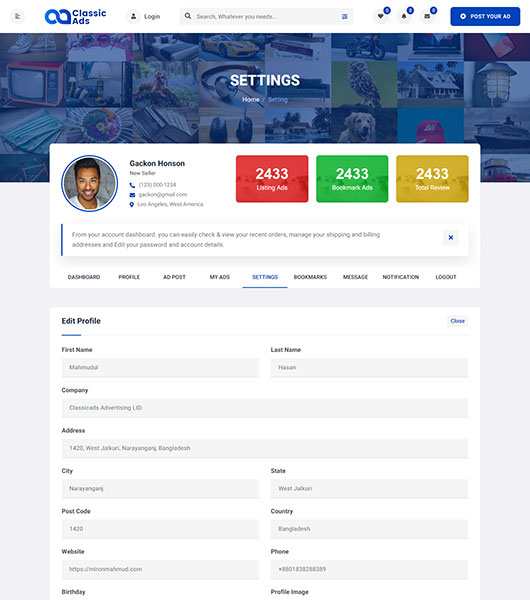 Classic
Ads
Login
Search, Whatever you needs...
0
0
0
POST YOUR AD
SETTINGS
Home / Setting
Gackon Honson
New Seller
(123) 000-1234
gackon@gmail.com
Los Angeles, West America
2433
Listing Ads
2433
Bookmark Ads
2433
Total Review
From your account dashboard. you can easily check & view your recent orders, manage your shipping and billing
addresses and Edit your password and account details.
DASHBOARD PROFILE AD POST MY ADS SETTINGS BOOKMARKS MESSAGE NOTIFICATION LOGOUT
Edit Profile Close
First Name Last Name
Mahmudul Hasan
Company
Classicads Advertising LID.
Address
1420, West Jalkuri, Narayanganj, Bangladesh
City State
Narayanganj West Jalkuri
Post Code Country
1420 Bangladesh
Website Phone
https://mironmahmud.com +8801838288389
Birthday Profile Image